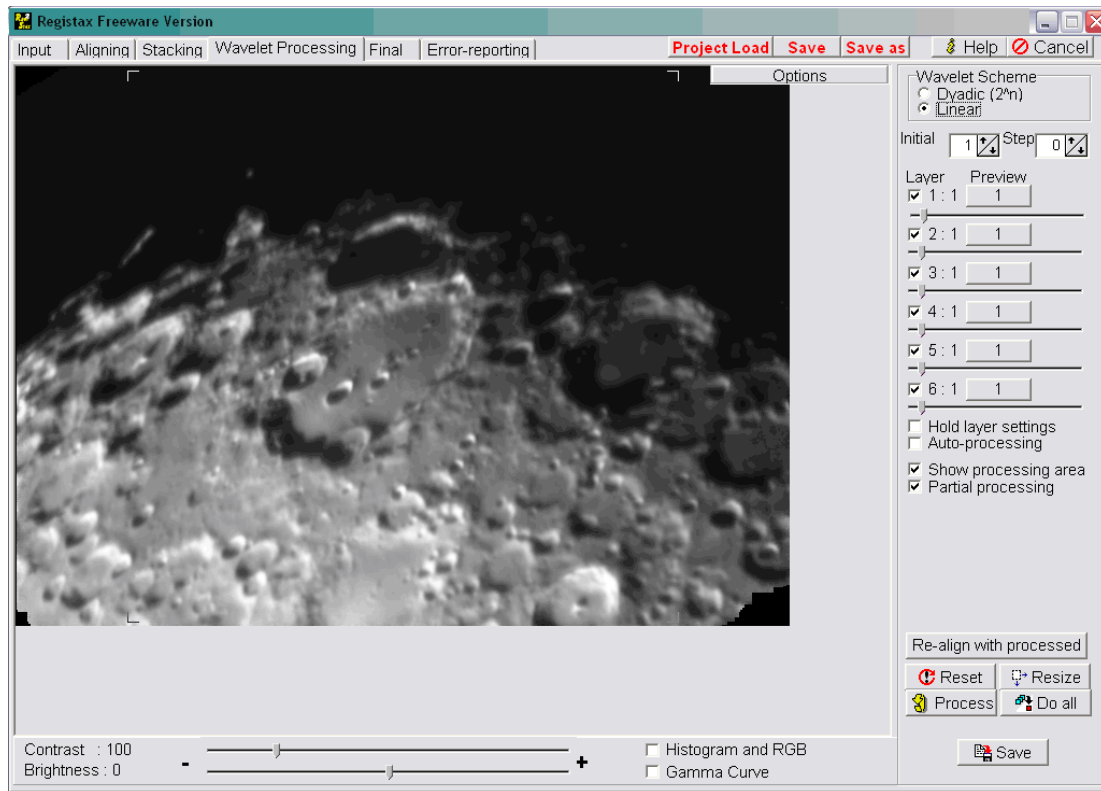 Registax Freeware Version
Input Aligning Stacking Wavelet Processing Final Error-reporting Project Load Save Save as Help Cancel
Options
Wavelet Scheme
Dyadic (2^n)
Linear
Initial 1 Step 0
Layer Preview
1 : 1 1
2 : 1 1
3 : 1 1
4 : 1 1
5 : 1 1
6 : 1 1
Hold layer settings
Auto-processing
Show processing area
Partial processing
Re-align with processed
Reset Resize
Process Do all
Save
Contrast : 100
Brightness : 0
- +
Histogram and RGB
Gamma Curve